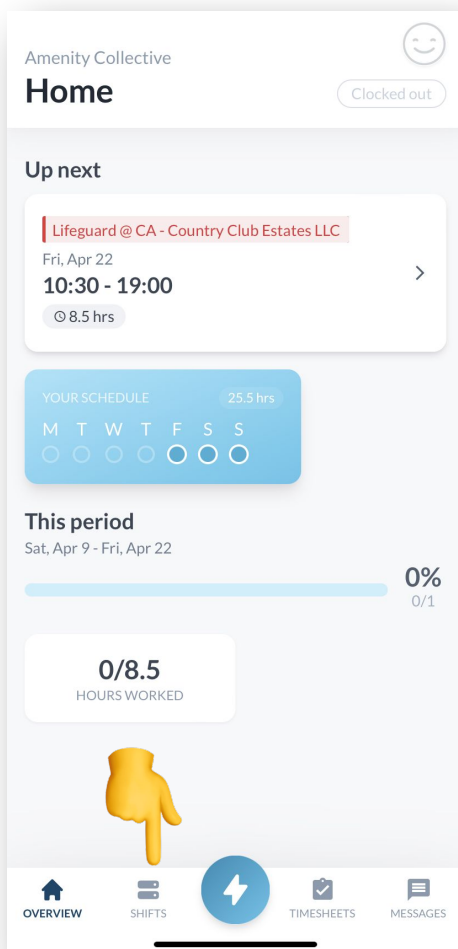 Amenity Collective
Home
Clocked out
Up next
Lifeguard @ CA - Country Club Estates LLC
Fri, Apr 22
10:30 - 19:00
8.5 hrs
YOUR SCHEDULE 25.5 hrs
M T W T F S S
This period
Sat, Apr 9 - Fri, Apr 22
0%
0/1
0/8.5
HOURS WORKED
OVERVIEW SHIFTS TIMESHEETS MESSAGES